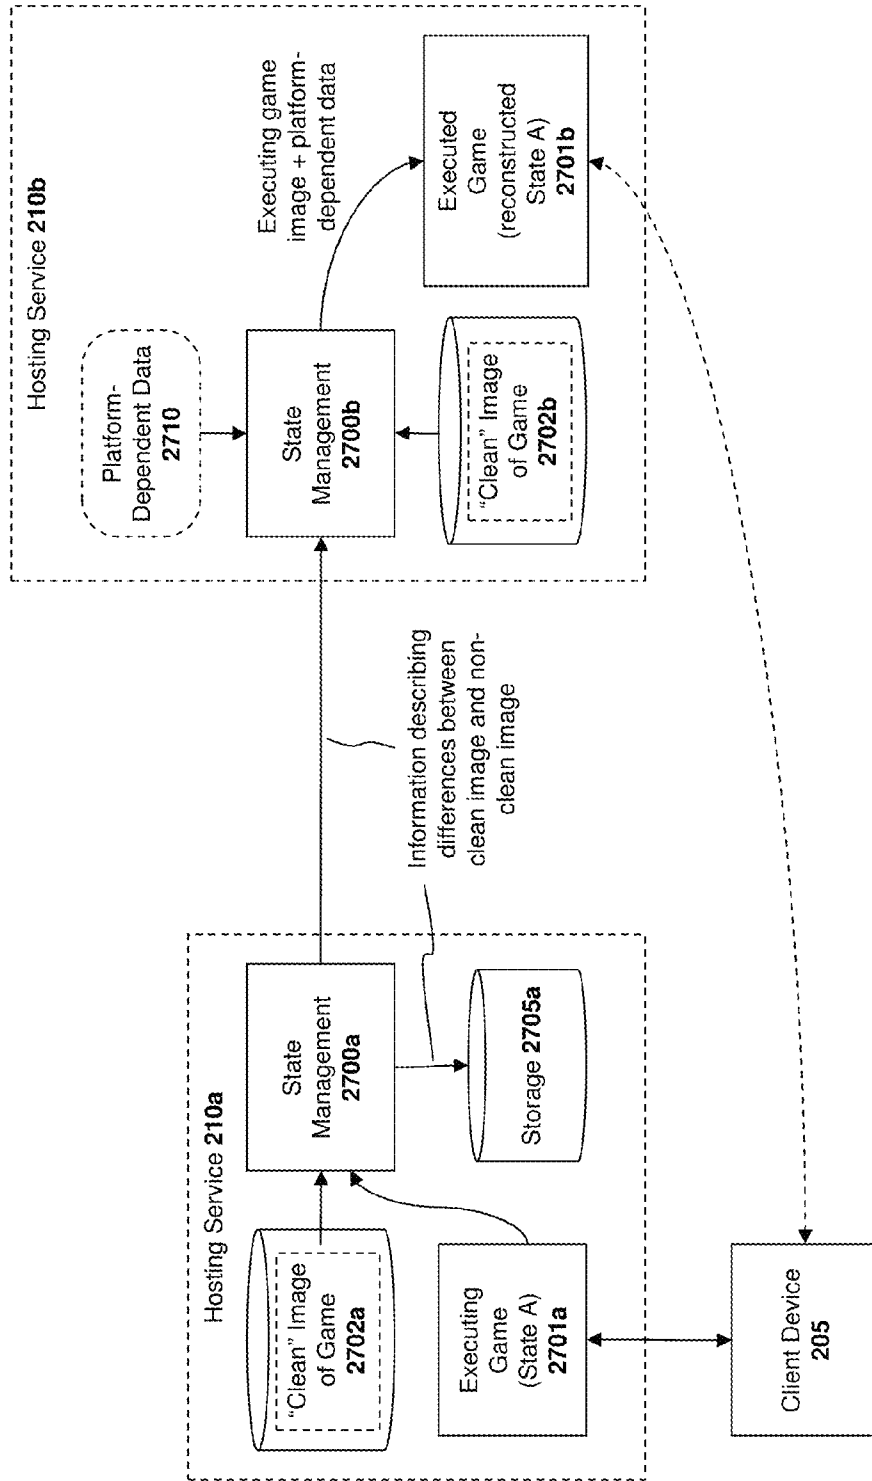 Hosting Service 210a
"Clean" Image
of Game
2702a
Executing
Game
(State A)
2701a
State
Management
2700a
Storage 2705a
Client Device
205
Information describing
differences between
clean image and non-
clean image
Hosting Service 210b
Platform-
Dependent Data
2710
State
Management
2700b
"Clean" Image
of Game
2702b
Executing game
image + platform-
dependent data
Executed
Game
(reconstructed
State A)
2701b